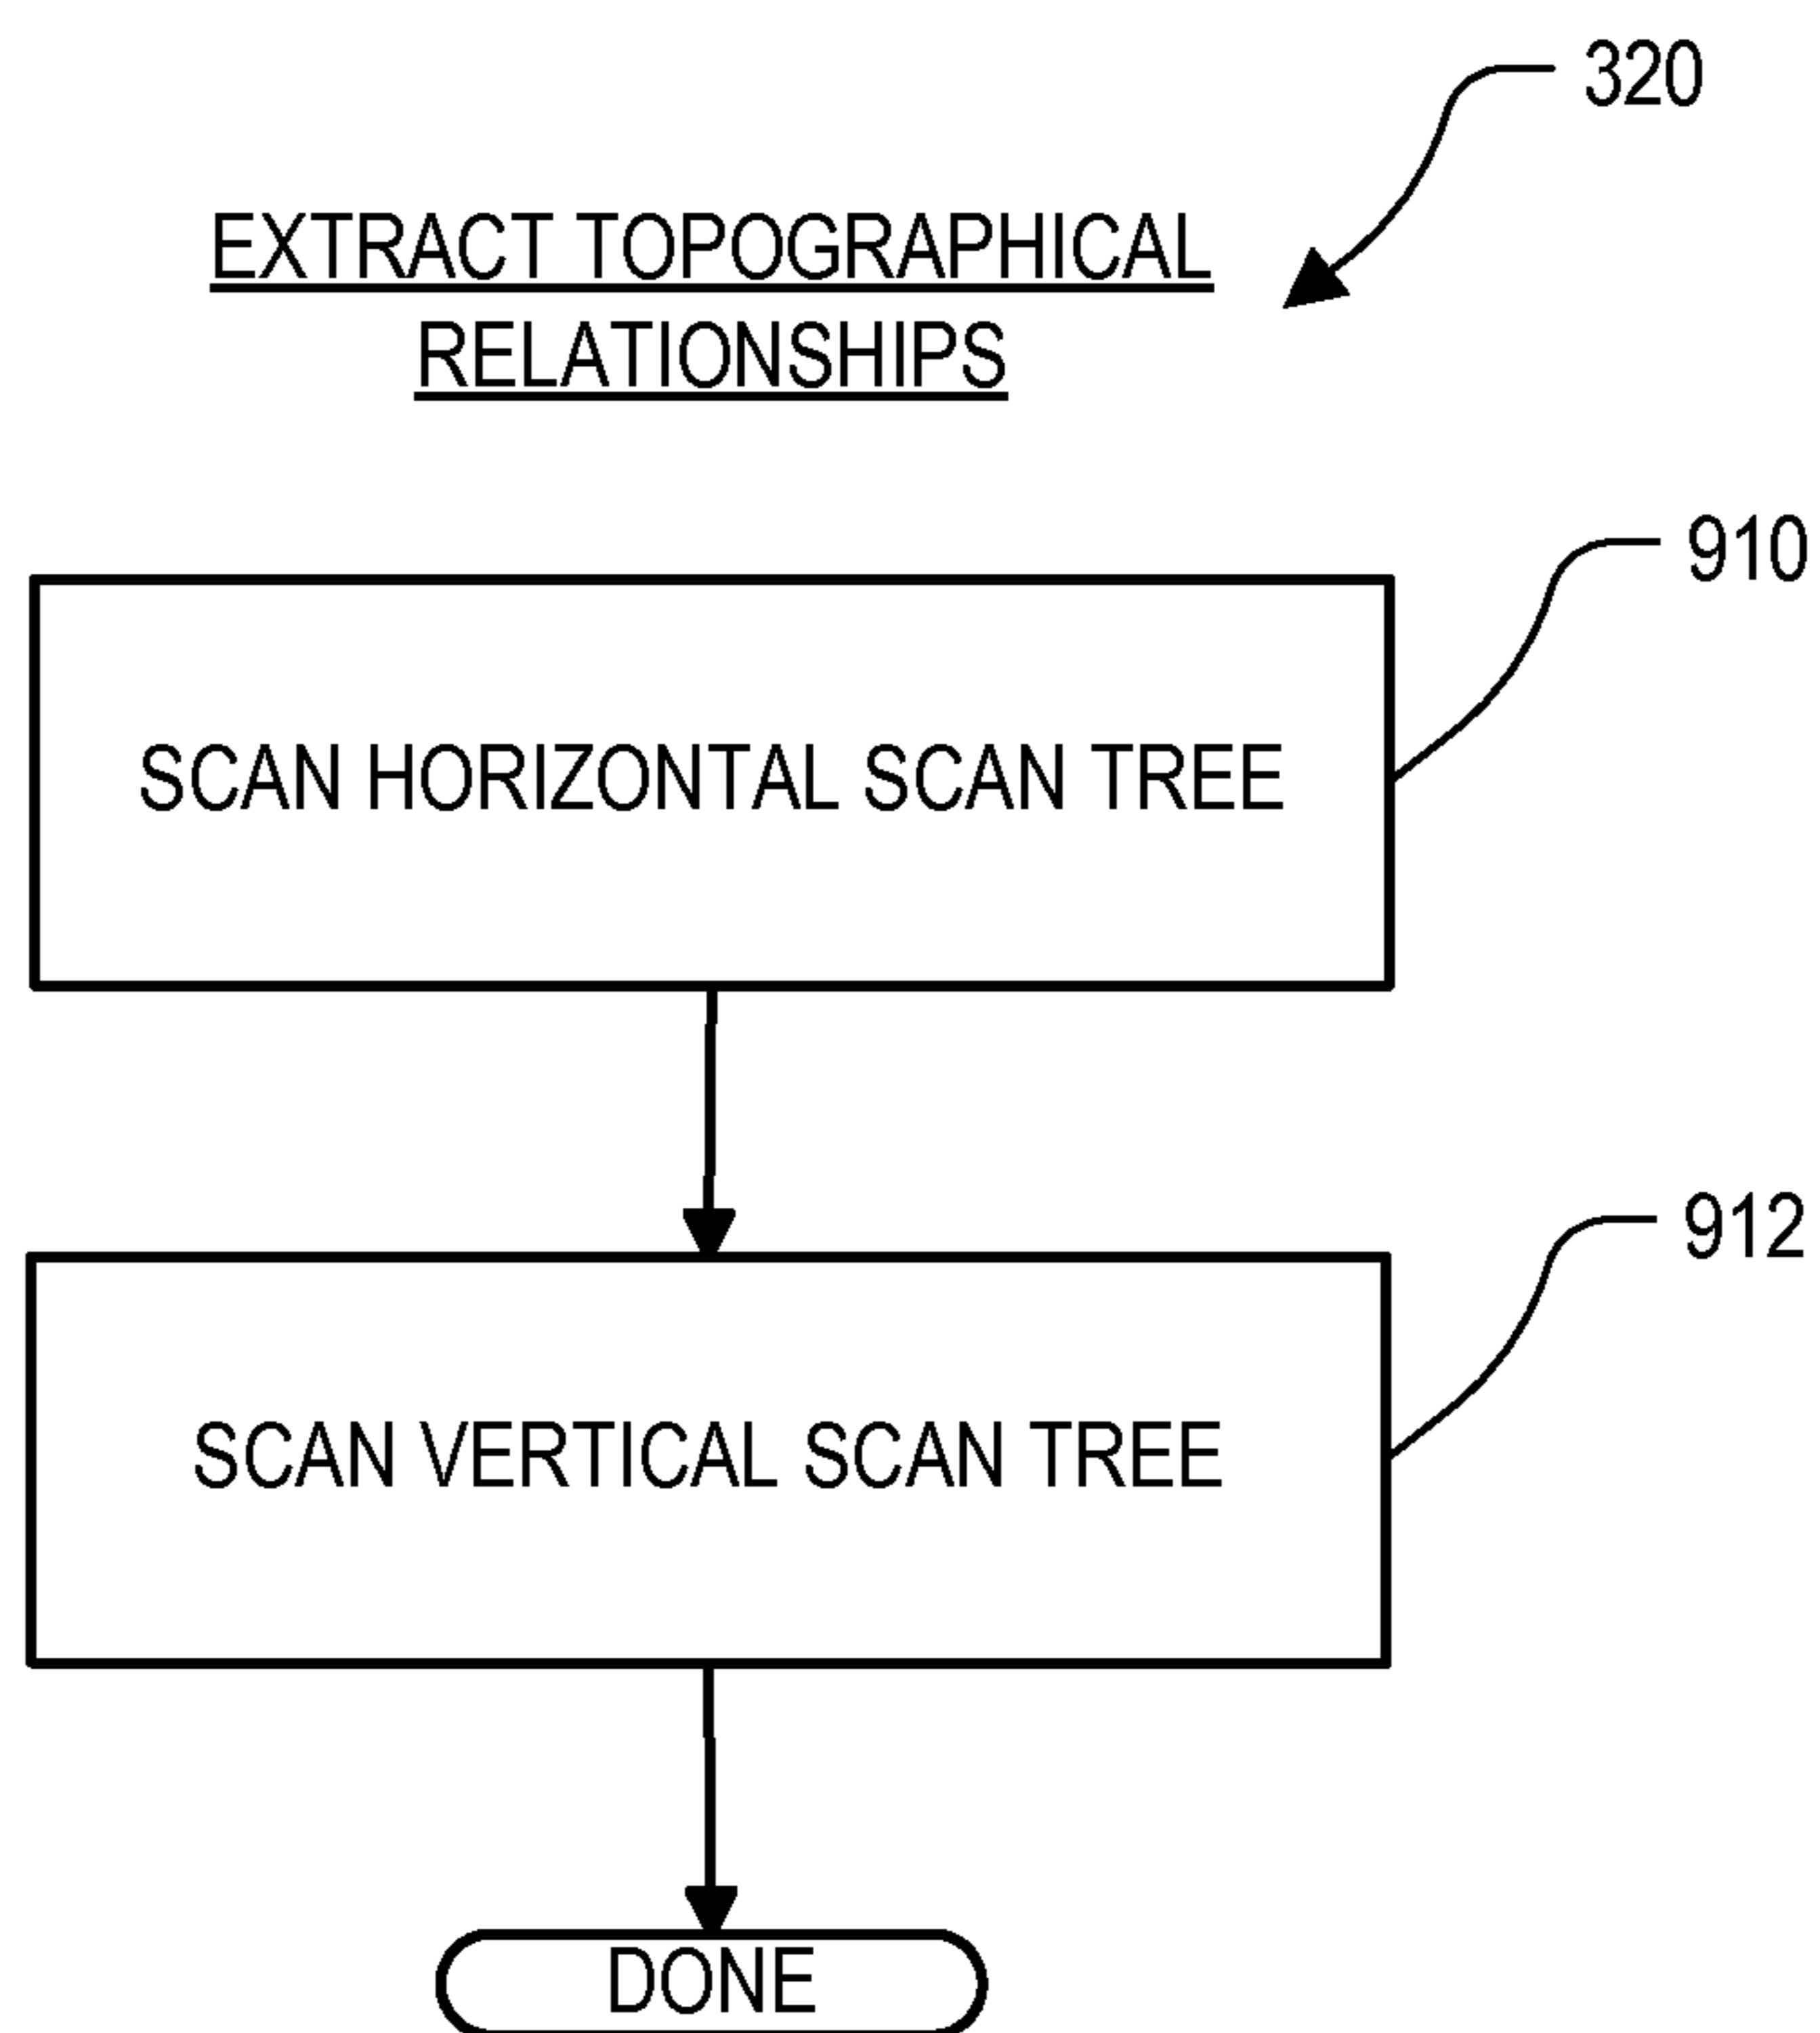 320
EXTRACT TOPOGRAPHICAL
RELATIONSHIPS
910
SCAN HORIZONTAL SCAN TREE
912
SCAN VERTICAL SCAN TREE
DONE